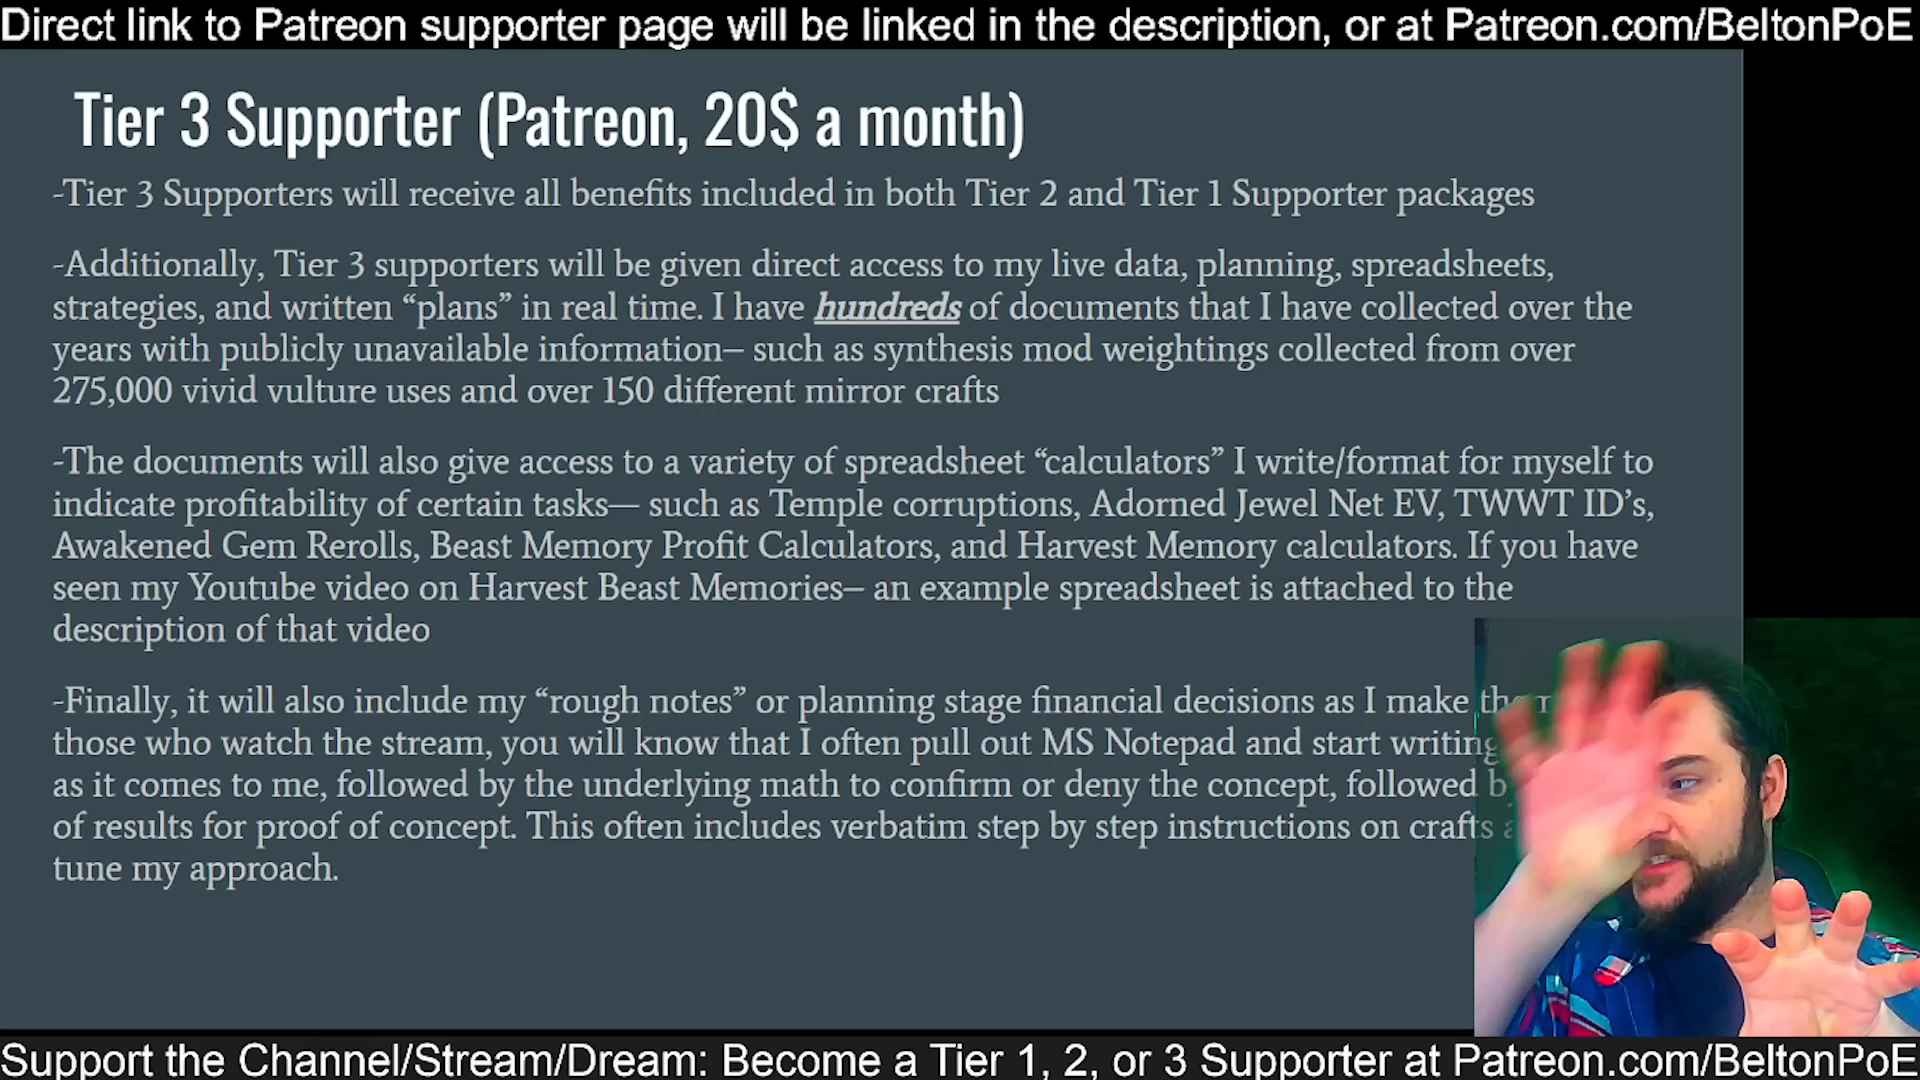 Direct link to Patreon supporter page will be linked in the description, or at Patreon.com/BeltonPoE
Tier 3 Supporter (Patreon, 20$ a month)
-Tier 3 Supporters will receive all benefits included in both Tier 2 and Tier 1 Supporter packages
-Additionally, Tier 3 supporters will be given direct access to my live data, planning, spreadsheets,
strategies, and written “plans” in real time. I have hundreds of documents that I have collected over the
years with publicly unavailable information– such as synthesis mod weightings collected from over
275,000 vivid vulture uses and over 150 different mirror crafts
-The documents will also give access to a variety of spreadsheet “calculators” I write/format for myself to
indicate profitability of certain tasks— such as Temple corruptions, Adorned Jewel Net EV, TWWT ID’s,
Awakened Gem Rerolls, Beast Memory Profit Calculators, and Harvest Memory calculators. If you have
seen my Youtube video on Harvest Beast Memories– an example spreadsheet is attached to the
description of that video
-Finally, it will also include my “rough notes” or planning stage financial decisions as I make
those who watch the stream, you will know that I often pull out MS Notepad and start writing
as it comes to me, followed by the underlying math to confirm or deny the concept, followed
of results for proof of concept. This often includes verbatim step by step instructions on crafts
tune my approach.
Support the Channel/Stream/Dream: Become a Tier 1, 2, or 3 Supporter at Patreon.com/BeltonPoE